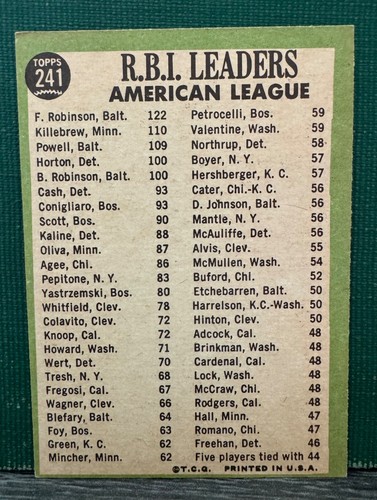 TOPPS
241
R.B.I. LEADERS
AMERICAN LEAGUE
F. Robinson, Balt. 122
Killebrew, Minn. 110
Powell, Balt. 109
Horton, Det. 100
B. Robinson, Balt. 100
Cash, Det. 93
Conigliaro, Bos. 93
Scott, Bos. 90
Kaline, Det. 88
Oliva, Minn. 87
Agee, Chi. 86
Pepitone, N. Y. 83
Yastrzemski, Bos. 80
Whitfield, Clev. 78
Colavito, Clev. 72
Knoop, Cal. 72
Howard, Wash. 71
Wert, Det. 70
Tresh, N. Y. 68
Fregosi, Cal. 67
Wagner, Clev. 66
Blefary, Balt. 64
Foy, Bos. 63
Green, K. C. 62
Mincher, Minn. 62
Petrocelli, Bos. 59
Valentine, Wash. 59
Northrup, Det. 58
Boyer, N. Y. 57
Hershberger, K. C. 57
Cater, Chi.-K. C. 56
D. Johnson, Balt. 56
Mantle, N. Y. 56
McAuliffe, Det. 56
Alvis, Clev. 55
McMullen, Wash. 54
Buford, Chi. 52
Etchebarren, Balt. 50
Harrelson, K.C.-Wash. 50
Hinton, Clev. 50
Adcock, Cal. 48
Brinkman, Wash. 48
Cardenal, Cal. 48
Lock, Wash. 48
McCraw, Chi. 48
Rodgers, Cal. 48
Hall, Minn. 47
Romano, Chi. 47
Freehan, Det. 46
Five players tied with 44
©T.C.G. PRINTED IN U.S.A.